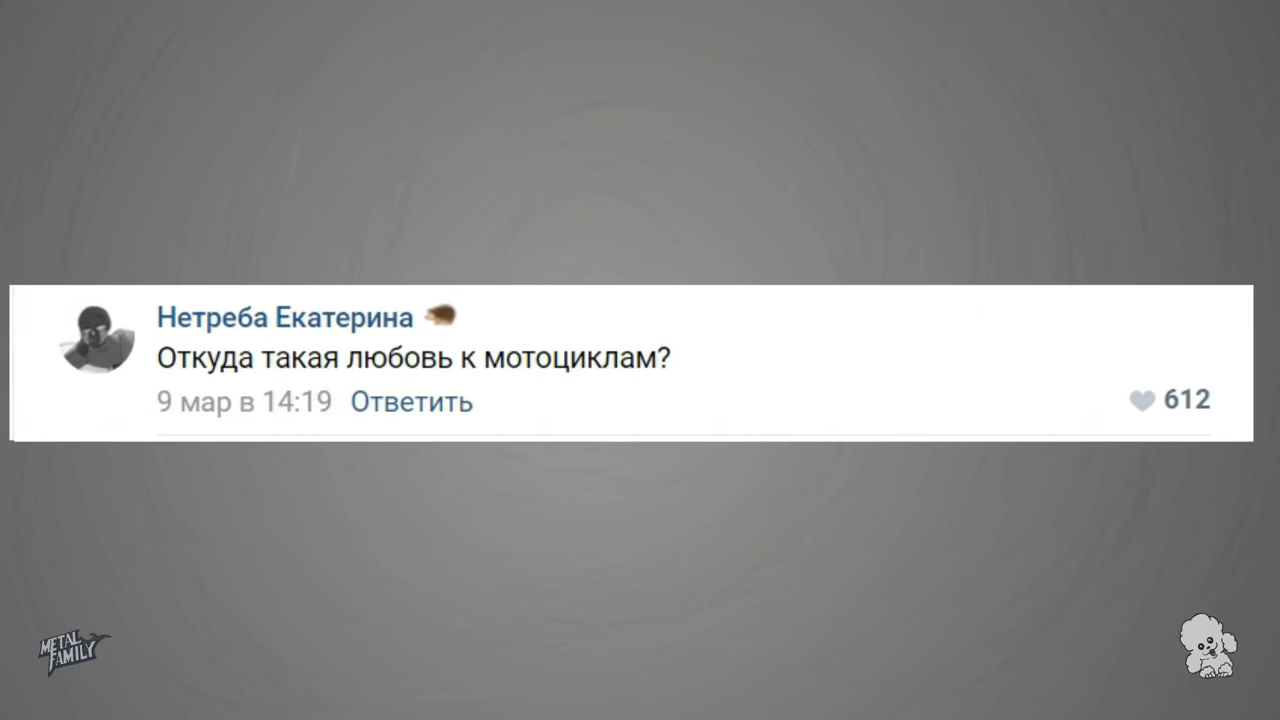 Нетреба Екатерина
Откуда такая любовь к мотоциклам?
9 мар в 14:19 Ответить
612
METAL
FAMILY